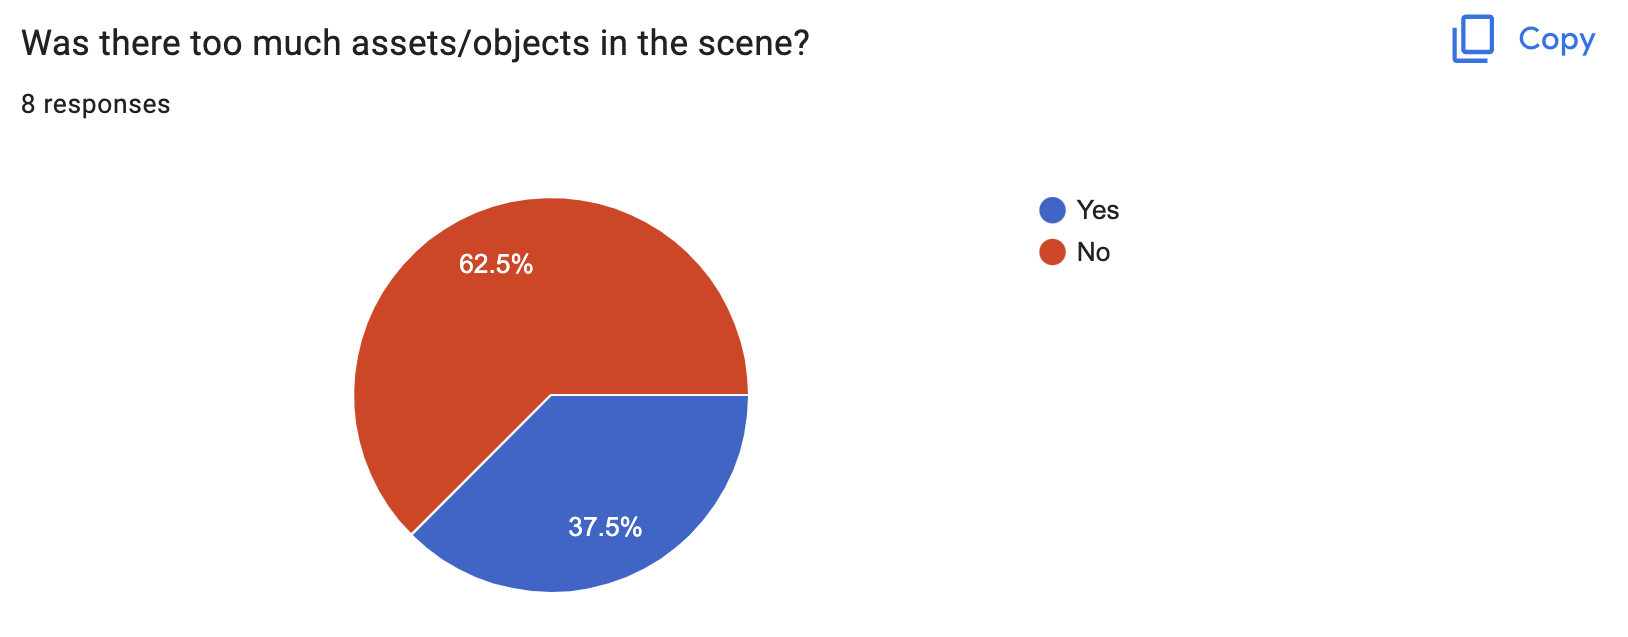 Was there too much assets/objects in the scene?
Copy
8 responses
Yes
No
62.5%
37.5%